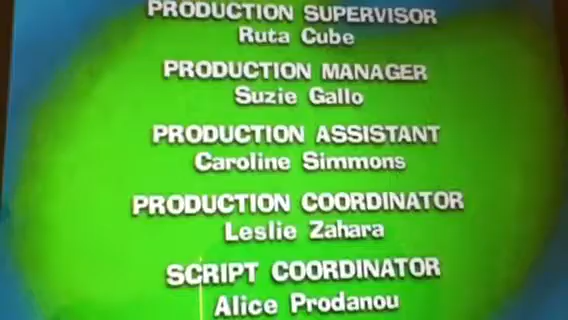 PRODUCTION SUPERVISOR
Ruta Cube
PRODUCTION MANAGER
Suzie Gallo
PRODUCTION ASSISTANT
Caroline Simmons
PRODUCTION COORDINATOR
Leslie Zahara
SCRIPT COORDINATOR
Alice Prodanou